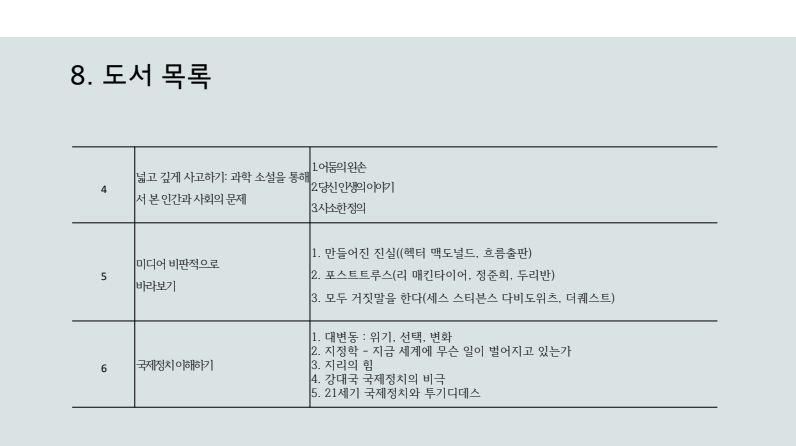 8. 도서 목록
4
넓고 깊게 사고하기: 과학 소설을 통해
서 본 인간과 사회의 문제
1.어둠의 왼손
2.당신 인생의 이야기
3.사소한 정의
5
미디어 비판적으로
바라보기
1. 만들어진 진실((헥터 맥도널드, 흐름출판)
2. 포스트트루스(리 매킨타이어, 정준희, 두리반)
3. 모두 거짓말을 한다(세스 스티븐스 다비도위츠, 더퀘스트)
6
국제정치 이해하기
1. 대변동 : 위기, 선택, 변화
2. 지정학 – 지금 세계에 무슨 일이 벌어지고 있는가
3. 지리의 힘
4. 강대국 국제정치의 비극
5. 21세기 국제정치와 투기디데스